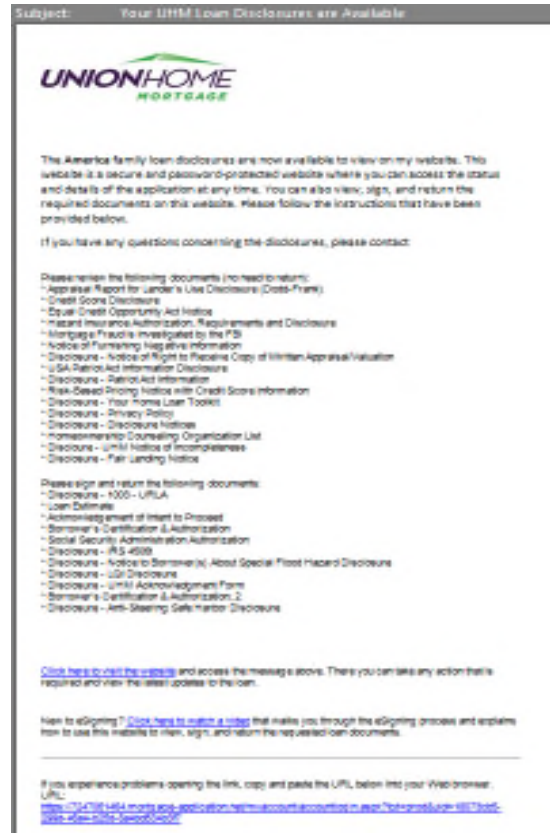 Subject: Your UHM Loan Disclosures are Available
UNIONHOME
MORTGAGE
The America family loan disclosures are now available to view on my website. This
website is a secure and password-protected website where you can access the status
and details of the application at any time. You can also view, sign, and return the
required documents on this website. Please follow the instructions that have been
provided below.
If you have any questions concerning the disclosures, please contact
Please review the following documents (no need to return):
* Appraisal Report for Lender's Use Disclosure (Dodd-Frank)
* Credit Score Disclosure
* Equal Credit Opportunity Act Notice
* Hazard Insurance Authorization, Requirements and Disclosure
* Mortgage Fraud is Investigated by the FBI
* Notice of Furnishing Negative Information
* Disclosure - Notice of Right to Receive Copy of Written Appraisal/Valuation
* USA Patriot Act Information Disclosure
* Disclosure - Patriot Act Information
* Risk-Based Pricing Notice with Credit Score Information
* Disclosure - Your Home Loan Toolkit
* Disclosure - Privacy Policy
* Disclosure - Disclosure Notices
* Homeownership Counseling Organization List
* Disclosure - UHM Notice of Incompleteness
* Disclosure - Fair Lending Notice
Please sign and return the following documents:
* Disclosure - 1003 - URLA
* Loan Estimate
* Acknowledgement of Intent to Proceed
* Borrower's Certification & Authorization
* Social Security Administration Authorization
* Disclosure - IRS 4506
* Disclosure - Notice to Borrower(s) About Special Flood Hazard Disclosure
* Disclosure - LGI Disclosure
* Disclosure - UHM Acknowledgment Form
* Borrower's Certification & Authorization, 2
* Disclosure - Anti-Steering Safe Harbor Disclosure
Click here to visit the website and access the message above. There you can take any action that is
required and view the latest updates to the loan.
New to eSigning? Click here to watch a video that walks you through the eSigning process and explains
how to use this website to view, sign, and return the requested loan documents.
If you experience problems opening the link, copy and paste the URL below into your Web browser.
URL: